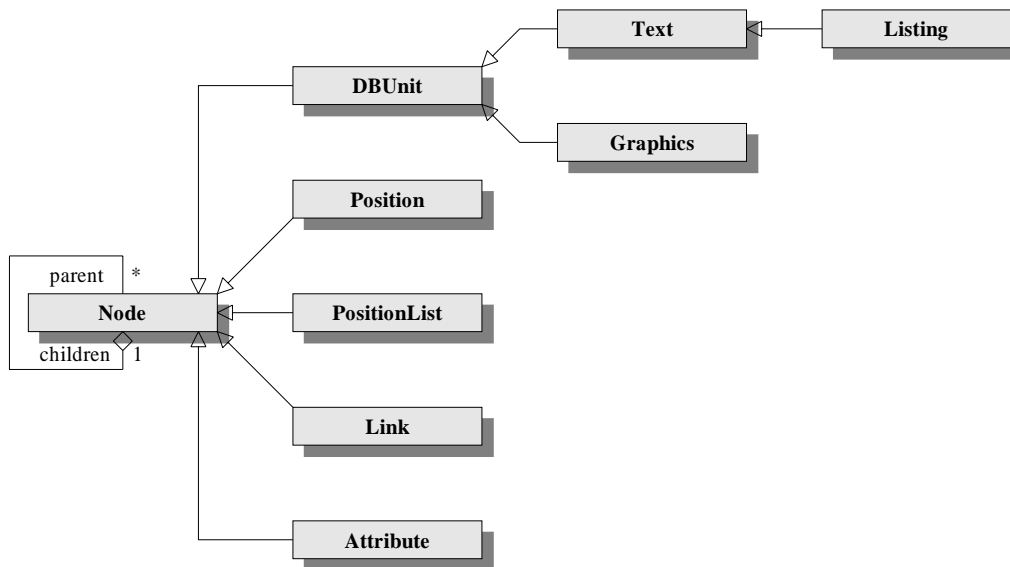 Text
Listing
DBUnit
Graphics
Position
parent *
Node
PositionList
children 1
Link
Attribute